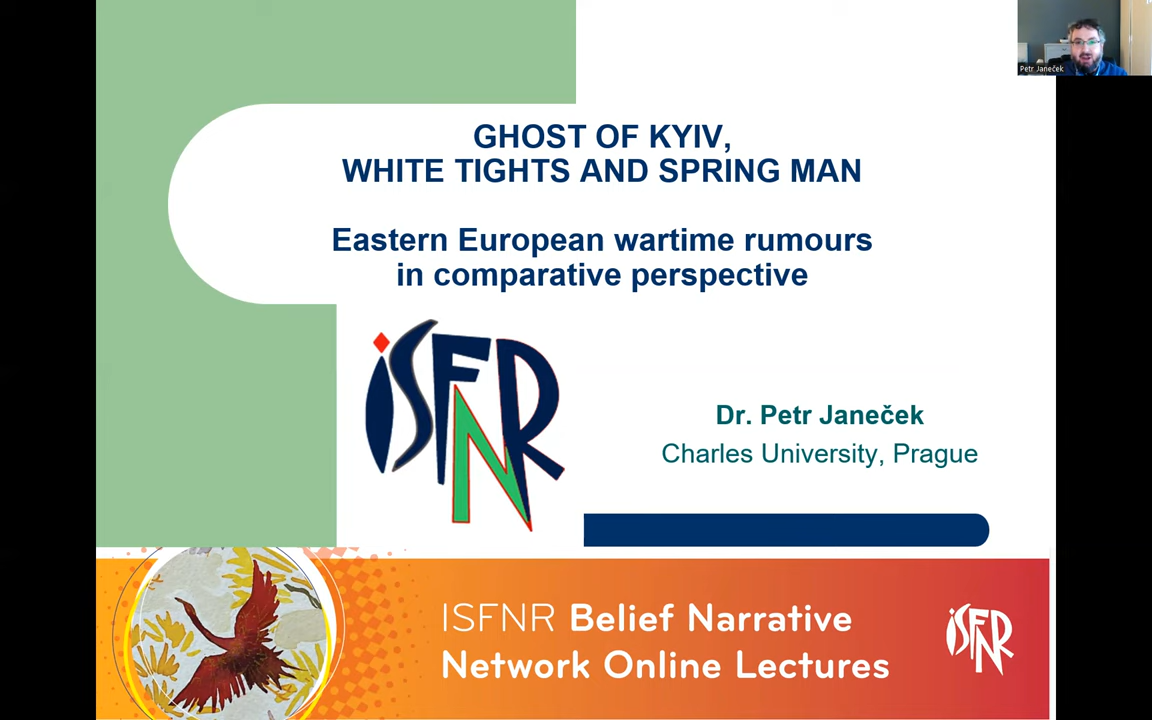 Petr Janeček
GHOST OF KYIV,
WHITE TIGHTS AND SPRING MAN
Eastern European wartime rumours
in comparative perspective
iSFNR
Dr. Petr Janeček
Charles University, Prague
ISFNR Belief Narrative
Network Online Lectures
iSFNR